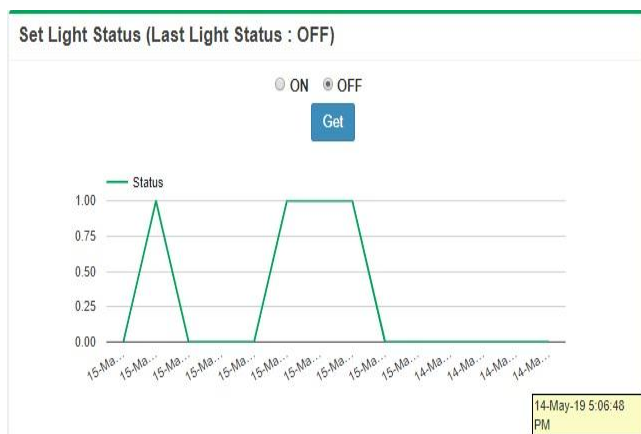 Set Light Status (Last Light Status : OFF)
ON OFF
Get
Status
1.00
0.75
0.50
0.25
0.00
15-Ma... 15-Ma... 15-Ma... 15-Ma... 15-Ma... 15-Ma... 15-Ma... 15-Ma... 15-Ma... 15-Ma... 14-Ma... 14-Ma... 14-Ma... 14-Ma...
14-May-19 5:06:48
PM